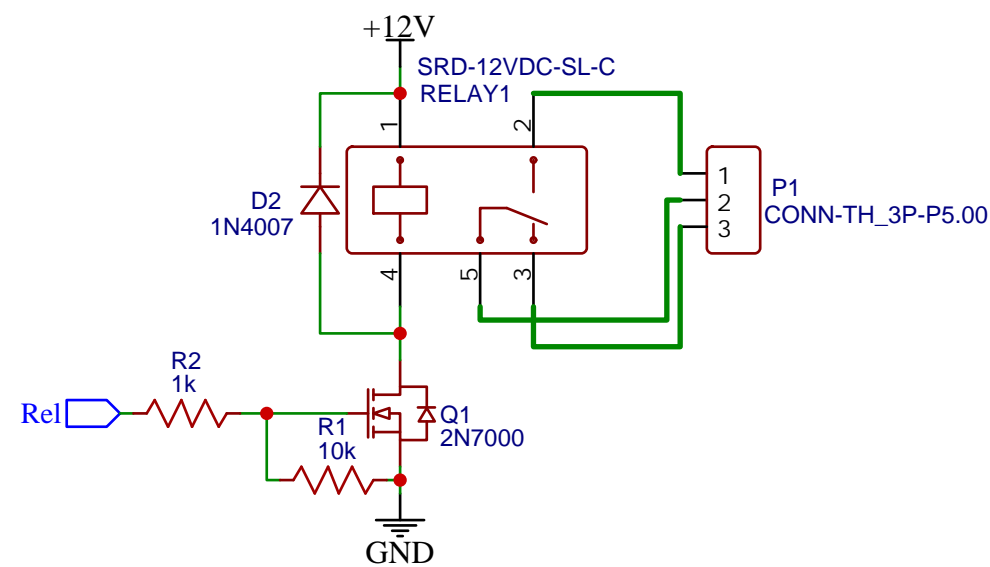 +12V
SRD-12VDC-SL-C
RELAY1
1
2
D2
1N4007
1
2
3
P1
CONN-TH_3P-P5.00
4
5
3
R2
1k
Rel
R1
10k
Q1
2N7000
GND